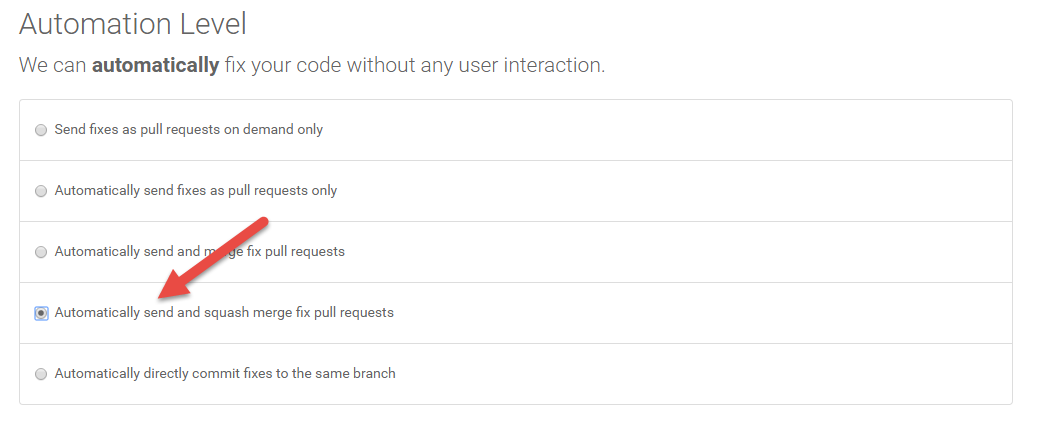 Automation Level
We can automatically fix your code without any user interaction.
Send fixes as pull requests on demand only
Automatically send fixes as pull requests only
Automatically send and merge fix pull requests
Automatically send and squash merge fix pull requests
Automatically directly commit fixes to the same branch